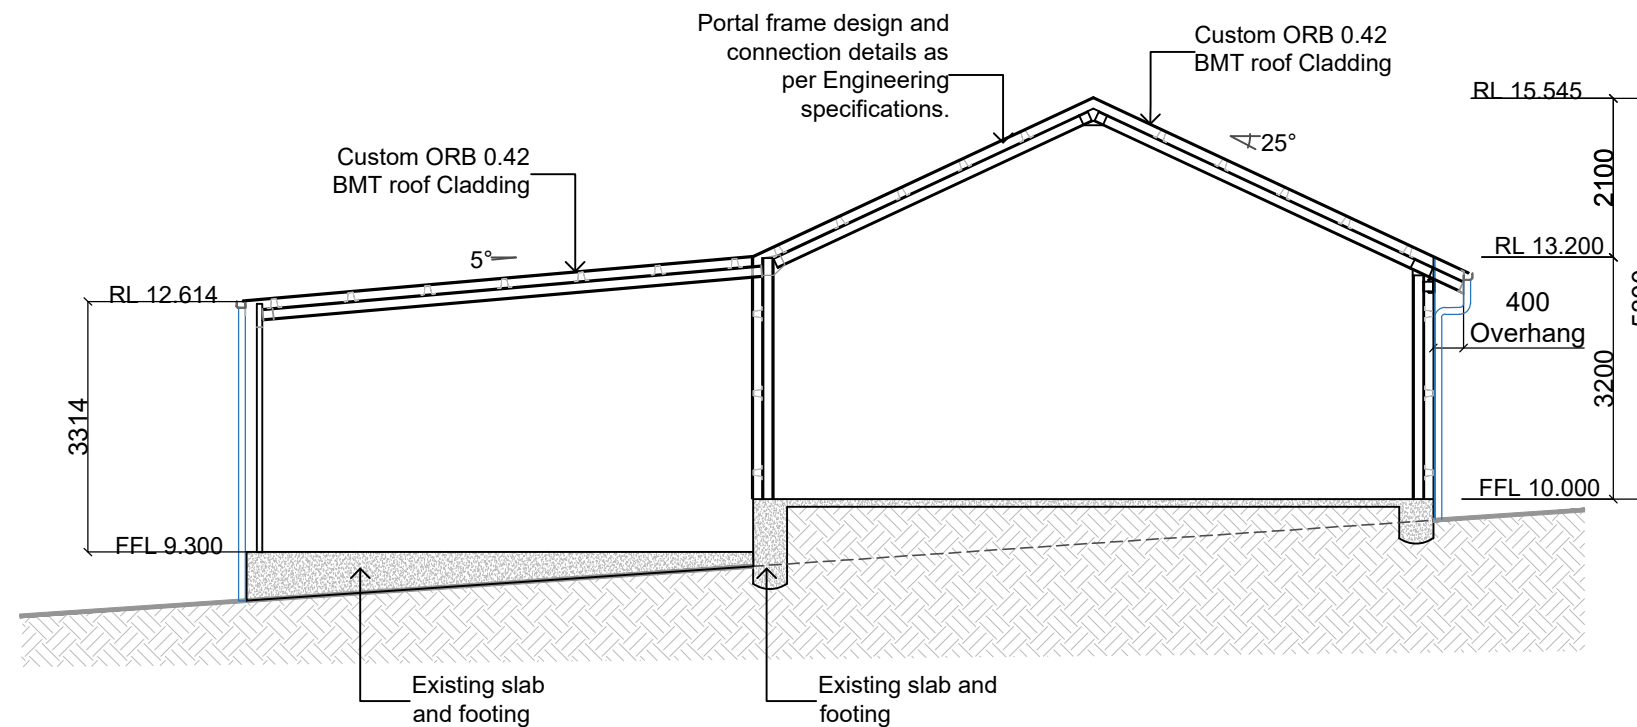 Portal frame design and
connection details as
per Engineering
specifications.
Custom ORB 0.42
BMT roof Cladding
RL 15.545
25°
2100
Custom ORB 0.42
BMT roof Cladding
5°
RL 13.200
RL 12.614
400
Overhang
3200
3314
FFL 10.000
FFL 9.300
Existing slab
and footing
Existing slab and
footing